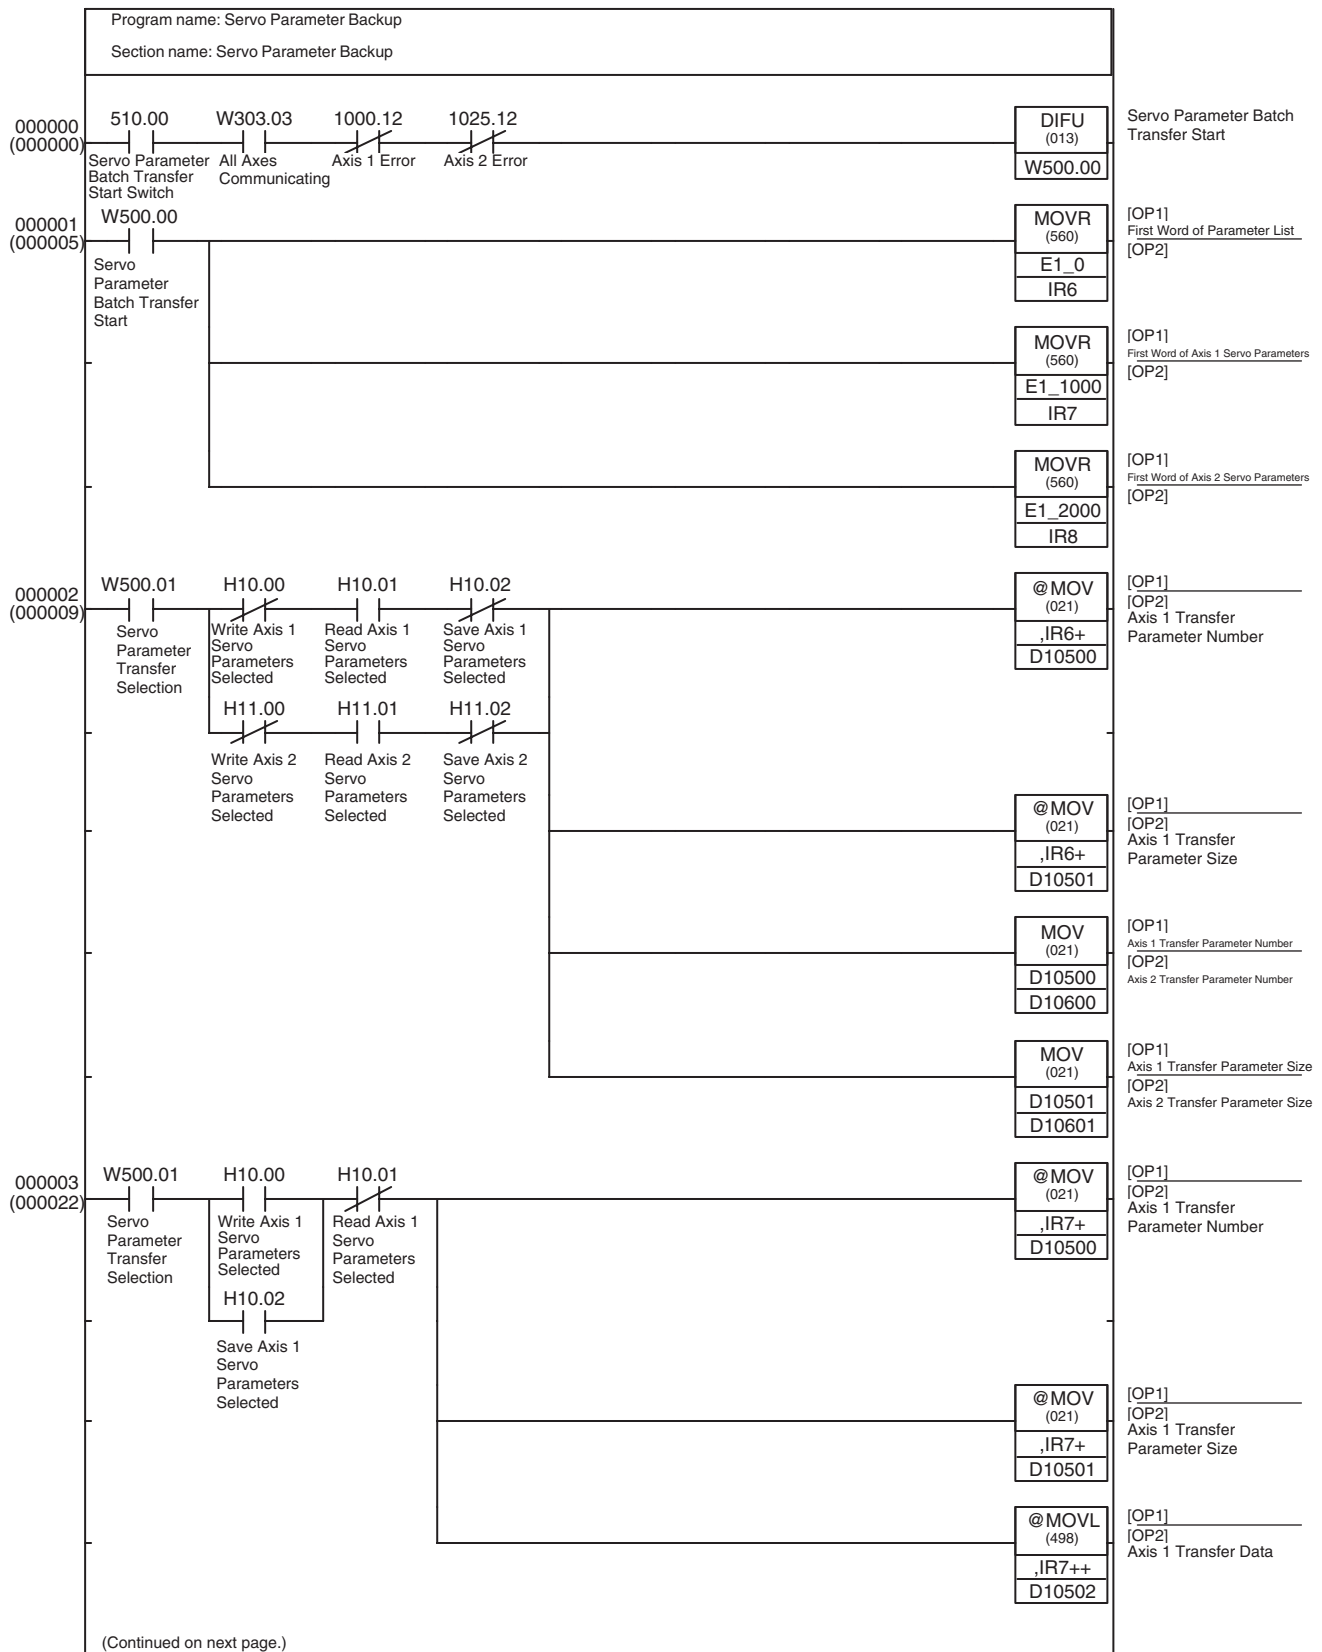 Program name: Servo Parameter Backup
Section name: Servo Parameter Backup
000000
(000000)
510.00 W303.03 1000.12 1025.12
Servo Parameter
Batch Transfer
Start Switch
All Axes
Communicating
Axis 1 Error
Axis 2 Error
DIFU
(013)
W500.00
Servo Parameter Batch
Transfer Start
000001
(000005)
W500.00
Servo
Parameter
Batch Transfer
Start
MOVR
(560)
E1_0
IR6
[OP1]
First Word of Parameter List
[OP2]
MOVR
(560)
E1_1000
IR7
[OP1]
First Word of Axis 1 Servo Parameters
[OP2]
MOVR
(560)
E1_2000
IR8
[OP1]
First Word of Axis 2 Servo Parameters
[OP2]
000002
(000009)
W500.01 H10.00 H10.01 H10.02
Servo
Parameter
Transfer
Selection
Write Axis 1
Servo
Parameters
Selected
Read Axis 1
Servo
Parameters
Selected
Save Axis 1
Servo
Parameters
Selected
@MOV
(021)
,IR6+
D10500
[OP1]
[OP2]
Axis 1 Transfer
Parameter Number
H11.00 H11.01 H11.02
Write Axis 2
Servo
Parameters
Selected
Read Axis 2
Servo
Parameters
Selected
Save Axis 2
Servo
Parameters
Selected
@MOV
(021)
,IR6+
D10501
[OP1]
[OP2]
Axis 1 Transfer
Parameter Size
MOV
(021)
D10500
D10600
[OP1]
Axis 1 Transfer Parameter Number
[OP2]
Axis 2 Transfer Parameter Number
MOV
(021)
D10501
D10601
[OP1]
Axis 1 Transfer Parameter Size
[OP2]
Axis 2 Transfer Parameter Size
000003
(000022)
W500.01 H10.00 H10.01
Servo
Parameter
Transfer
Selection
Write Axis 1
Servo
Parameters
Selected
Read Axis 1
Servo
Parameters
Selected
@MOV
(021)
,IR7+
D10500
[OP1]
[OP2]
Axis 1 Transfer
Parameter Number
H10.02
Save Axis 1
Servo
Parameters
Selected
@MOV
(021)
,IR7+
D10501
[OP1]
[OP2]
Axis 1 Transfer
Parameter Size
@MOVL
(498)
,IR7++
D10502
[OP1]
[OP2]
Axis 1 Transfer Data
(Continued on next page.)